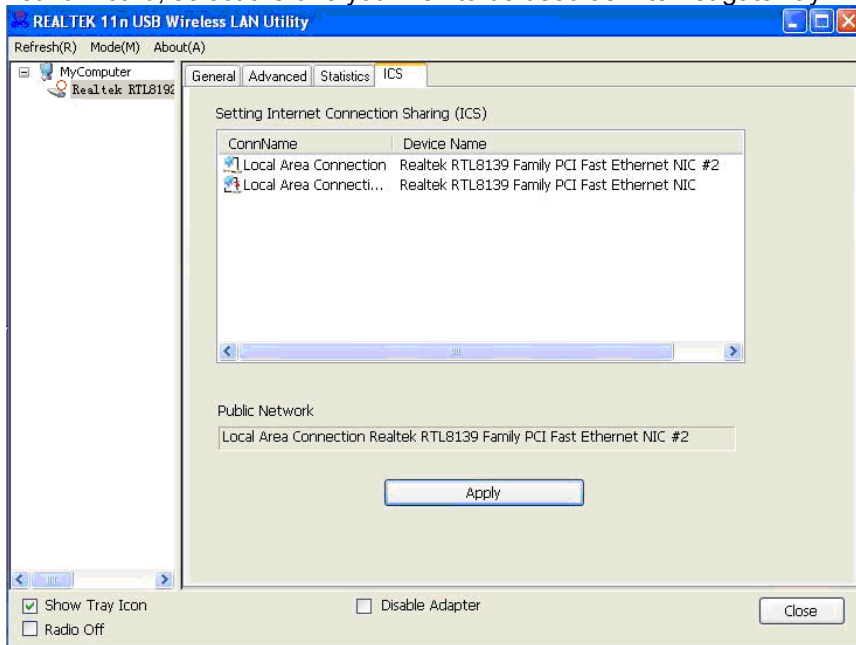 REALTEK 11n USB Wireless LAN Utility
Refresh(R) Mode(M) About(A)
MyComputer
Realtek RTL8192
General Advanced Statistics ICS
Setting Internet Connection Sharing (ICS)
ConnName Device Name
Local Area Connection Realtek RTL8139 Family PCI Fast Ethernet NIC #2
Local Area Connecti... Realtek RTL8139 Family PCI Fast Ethernet NIC
Public Network
Local Area Connection Realtek RTL8139 Family PCI Fast Ethernet NIC #2
Apply
Show Tray Icon Disable Adapter
Radio Off
Close